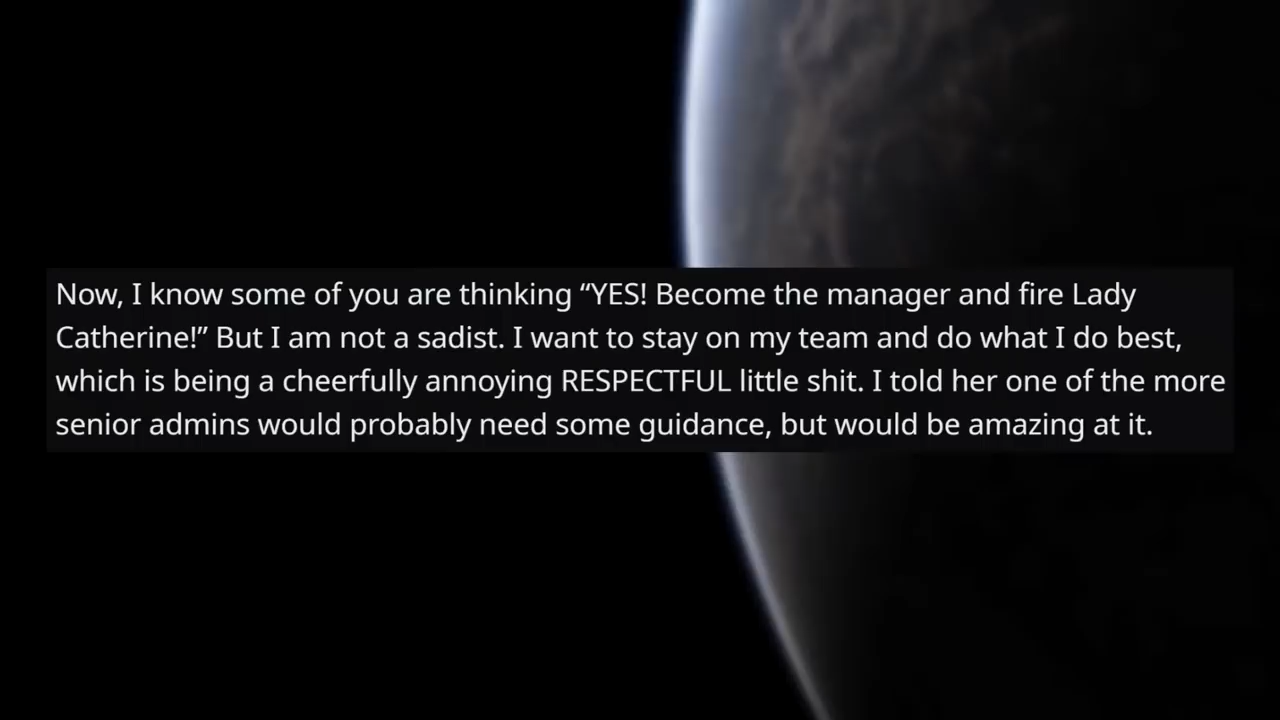 Now, I know some of you are thinking “YES! Become the manager and fire Lady
Catherine!” But I am not a sadist. I want to stay on my team and do what I do best,
which is being a cheerfully annoying RESPECTFUL little shit. I told her one of the more
senior admins would probably need some guidance, but would be amazing at it.